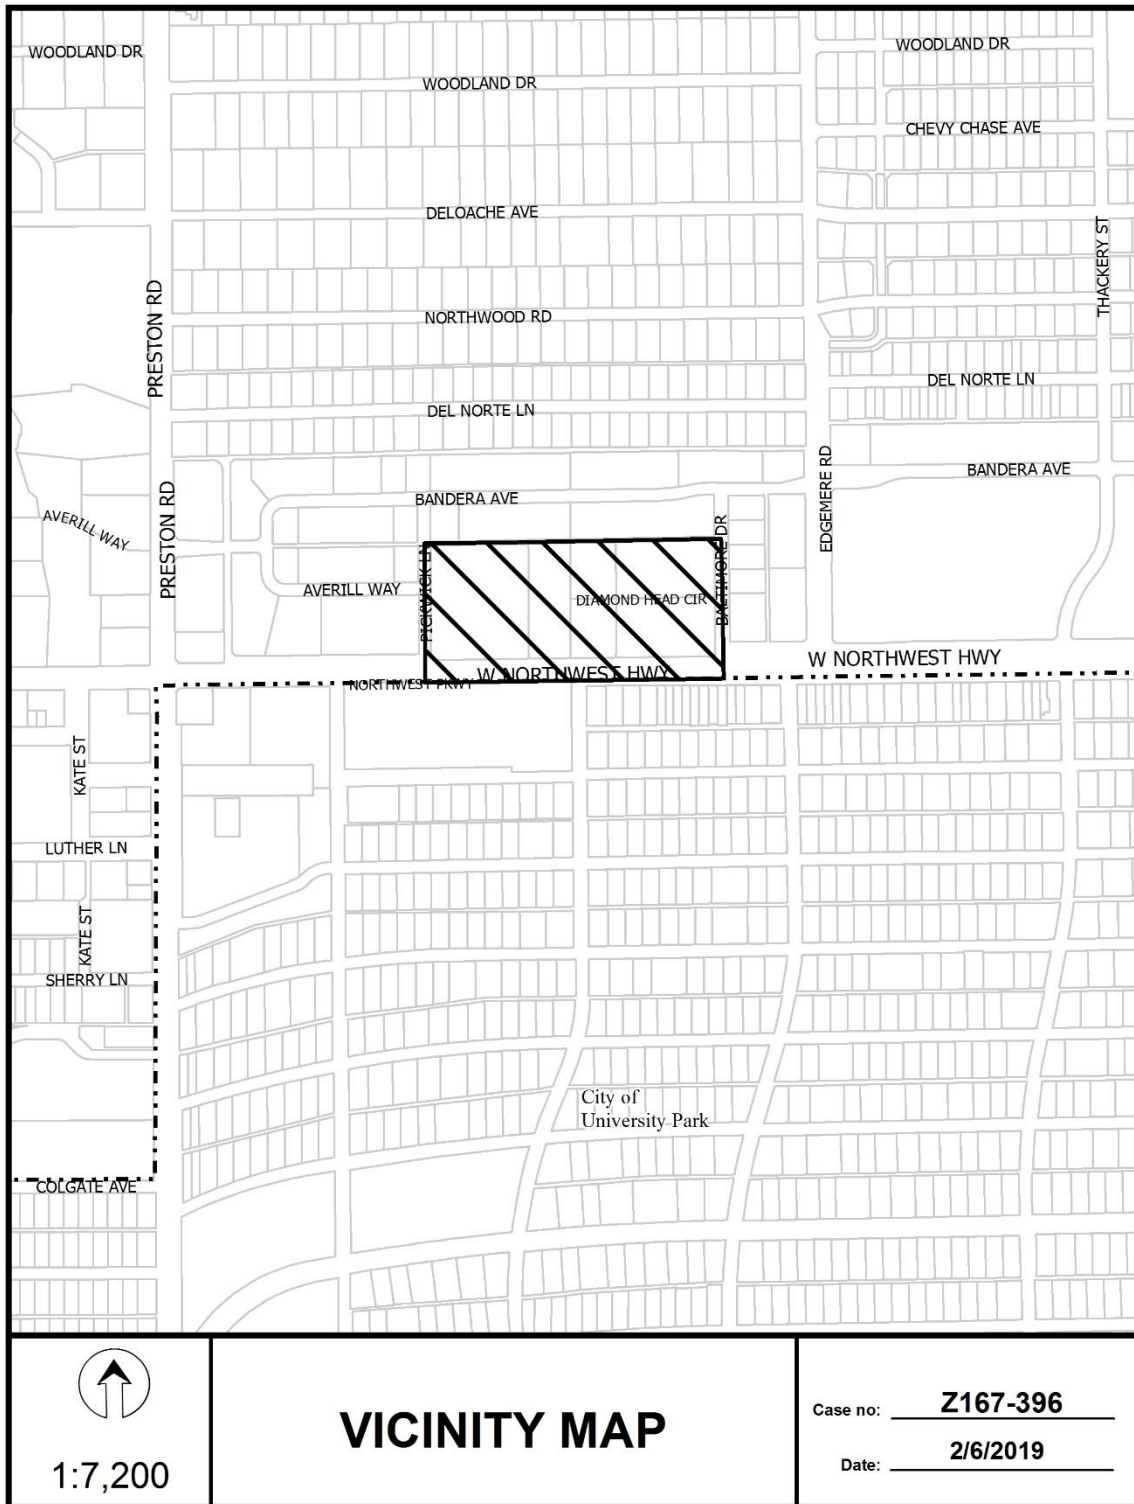 WOODLAND DR
WOODLAND DR
WOODLAND DR
CHEVY CHASE AVE
DELOACHE AVE
THACKERY ST
PRESTON RD
NORTHWOOD RD
DEL NORTE LN
DEL NORTE LN
EDGEMERE RD
BANDERA AVE
BANDERA AVE
PRESTON RD
AVERILL WAY
BALTIMORE DR
PICKWICK LN
AVERILL WAY
DIAMOND HEAD CIR
W NORTHWEST HWY
W NORTHWEST HWY
NORTHWEST PKWY
KATE ST
LUTHER LN
KATE ST
SHERRY LN
City of
University Park
COLGATE AVE
1:7,200
VICINITY MAP
Case no: Z167-396
Date: 2/6/2019